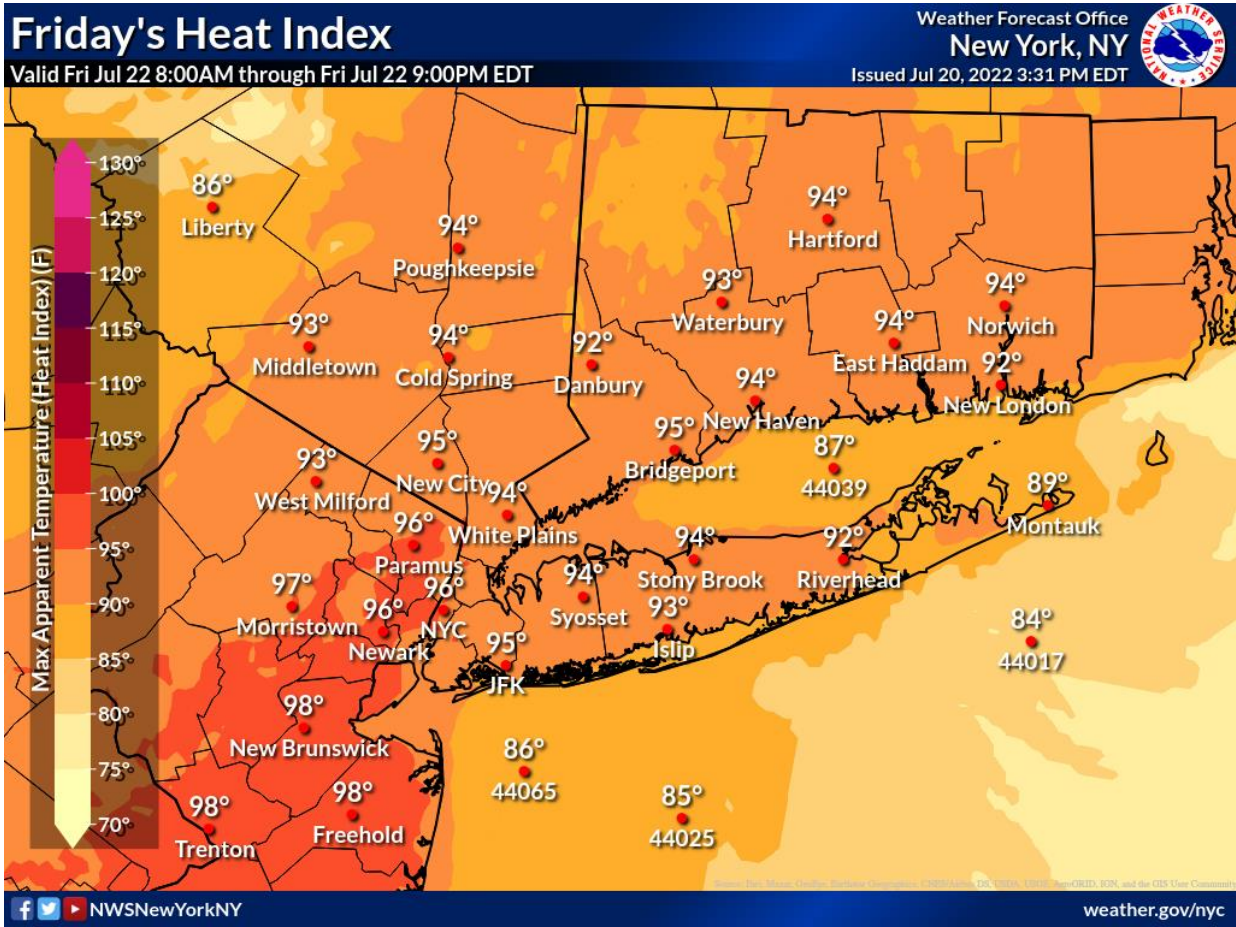 Friday's Heat Index
Valid Fri Jul 22 8:00AM through Fri Jul 22 9:00PM EDT
Weather Forecast Office
New York, NY
Issued Jul 20, 2022 3:31 PM EDT
NATIONAL WEATHER SERVICE
Max Apparent Temperature (Heat Index) (F)
130°
125°
120°
115°
110°
105°
100°
95°
90°
85°
80°
75°
70°
86°
Liberty
94°
Poughkeepsie
94°
Hartford
93°
Waterbury
94°
Norwich
93°
Middletown
94°
Cold Spring
92°
Danbury
94°
East Haddam
92°
New London
94°
New Haven
95°
Bridgeport
87°
44039
95°
New City
93°
West Milford
94°
White Plains
89°
Montauk
96°
Paramus
94°
Stony Brook
92°
Riverhead
97°
Morristown
96°
Newark
96°
NYC
94°
Syosset
93°
Islip
95°
JFK
84°
44017
98°
New Brunswick
86°
44065
85°
44025
98°
Trenton
98°
Freehold
NWSNewYorkNY
weather.gov/nyc